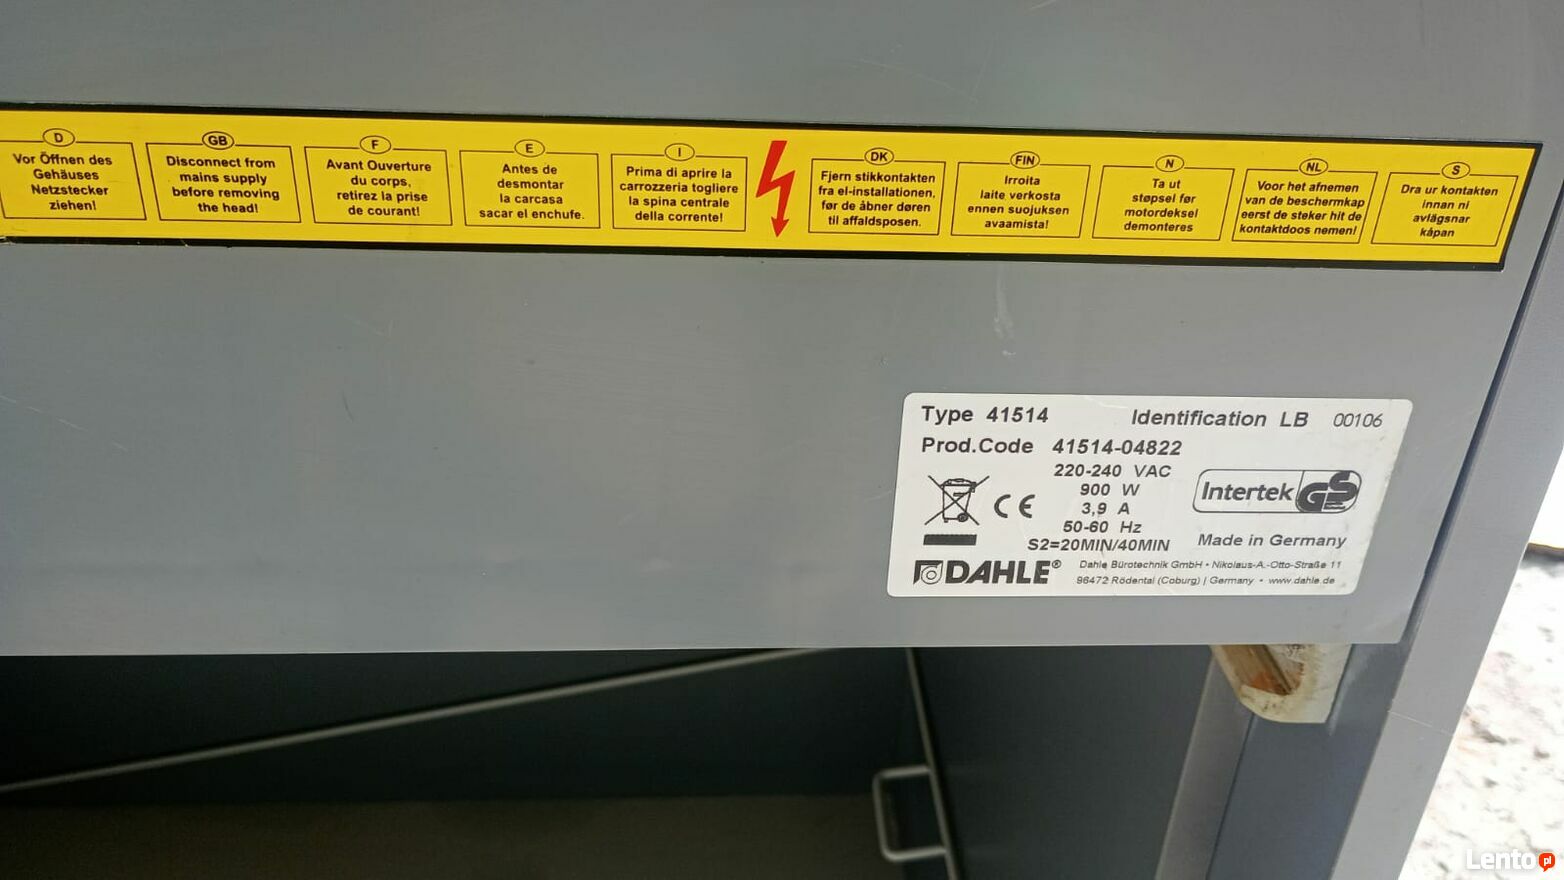 D
Vor Öffnen des
Gehäuses
Netzstecker
ziehen!
GB
Disconnect from
mains supply
before removing
the head!
F
Avant Ouverture
du corps,
retirez la prise
de courant!
E
Antes de
desmontar
la carcasa
sacar el enchufe.
I
Prima di aprire la
carrozzeria togliere
la spina centrale
della corrente!
DK
Fjern stikkontakten
fra el-installationen,
før de åbner døren
til affaldsposen.
FIN
Irroita
laite verkosta
ennen suojuksen
avaamista!
N
Ta ut
støpsel før
motordeksel
demonteres
NL
Voor het afnemen
van de beschermkap
eerst de steker hit de
kontaktdoos nemen!
S
Dra ur kontakten
innan ni
avlägsnar
kåpan
Type 41514 Identification LB 00106
Prod.Code 41514-04822
220-240 VAC
900 W
3,9 A
50-60 Hz
S2=20MIN/40MIN
CE
Intertek GS
Made in Germany
DAHLE®
Dahle Bürotechnik GmbH • Nikolaus-A.-Otto-Straße 11
96472 Rödental (Coburg) | Germany • www.dahle.de
Lento pl